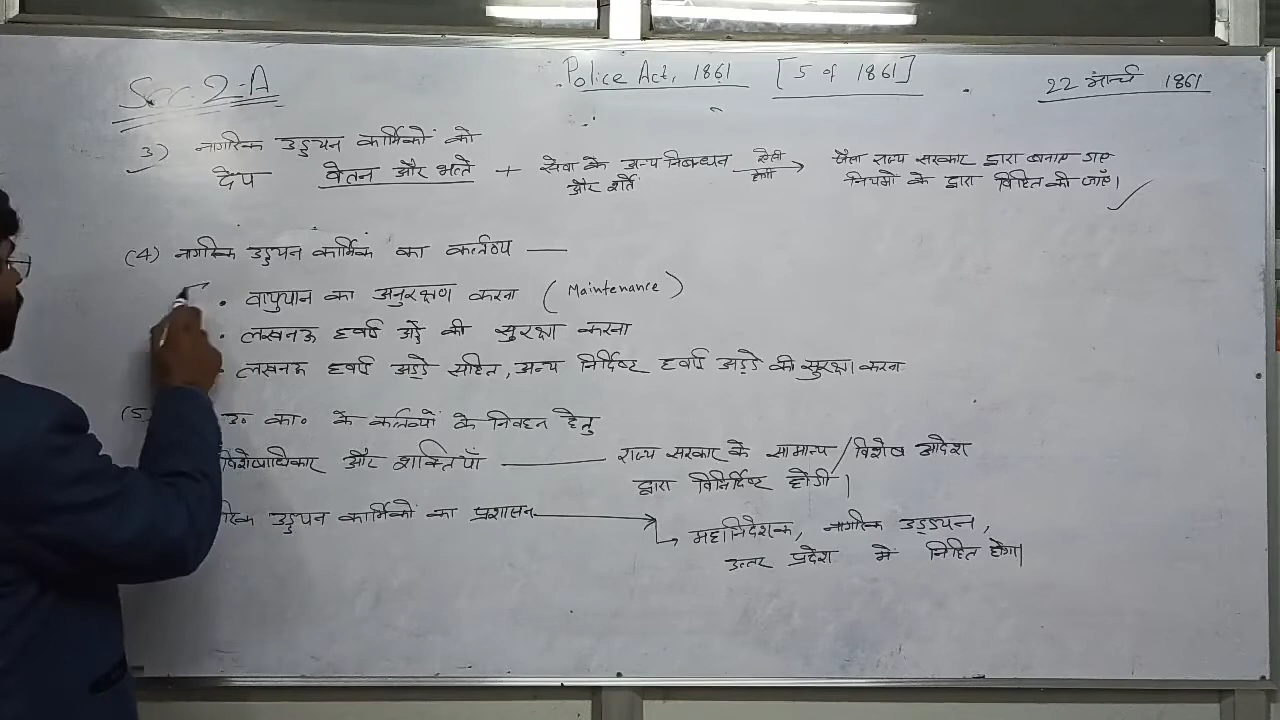 Sec. 2-A
Police Act, 1861 [5 of 1861]
22 मार्च 1861
3) नागरिक उड्डयन कार्मिकों को
देय वेतन और भत्ते + सेवा के अन्य निबन्धन और शर्तें ऐसी होगी
जैसा राज्य सरकार द्वारा बनाए गए
नियमों के द्वारा विहित की जाएँ।
(4) नागरिक उड्डयन कार्मिक का कर्तव्य —
• वायुयान का अनुरक्षण करना (Maintenance)
• लखनऊ हवाई अड्डे की सुरक्षा करना
• लखनऊ हवाई अड्डे सहित, अन्य निर्दिष्ट हवाई अड्डे की सुरक्षा करना
(5) उ० का० के कर्तव्यों के निर्वहन हेतु
विशेषाधिकार और शक्तियाँ — राज्य सरकार के सामान्य/विशेष आदेश
द्वारा विनिर्दिष्ट होगी।
रिक उड्डयन कार्मिकों का प्रशासन
महानिदेशक, नागरिक उड्डयन,
उत्तर प्रदेश मे निहित होगा।